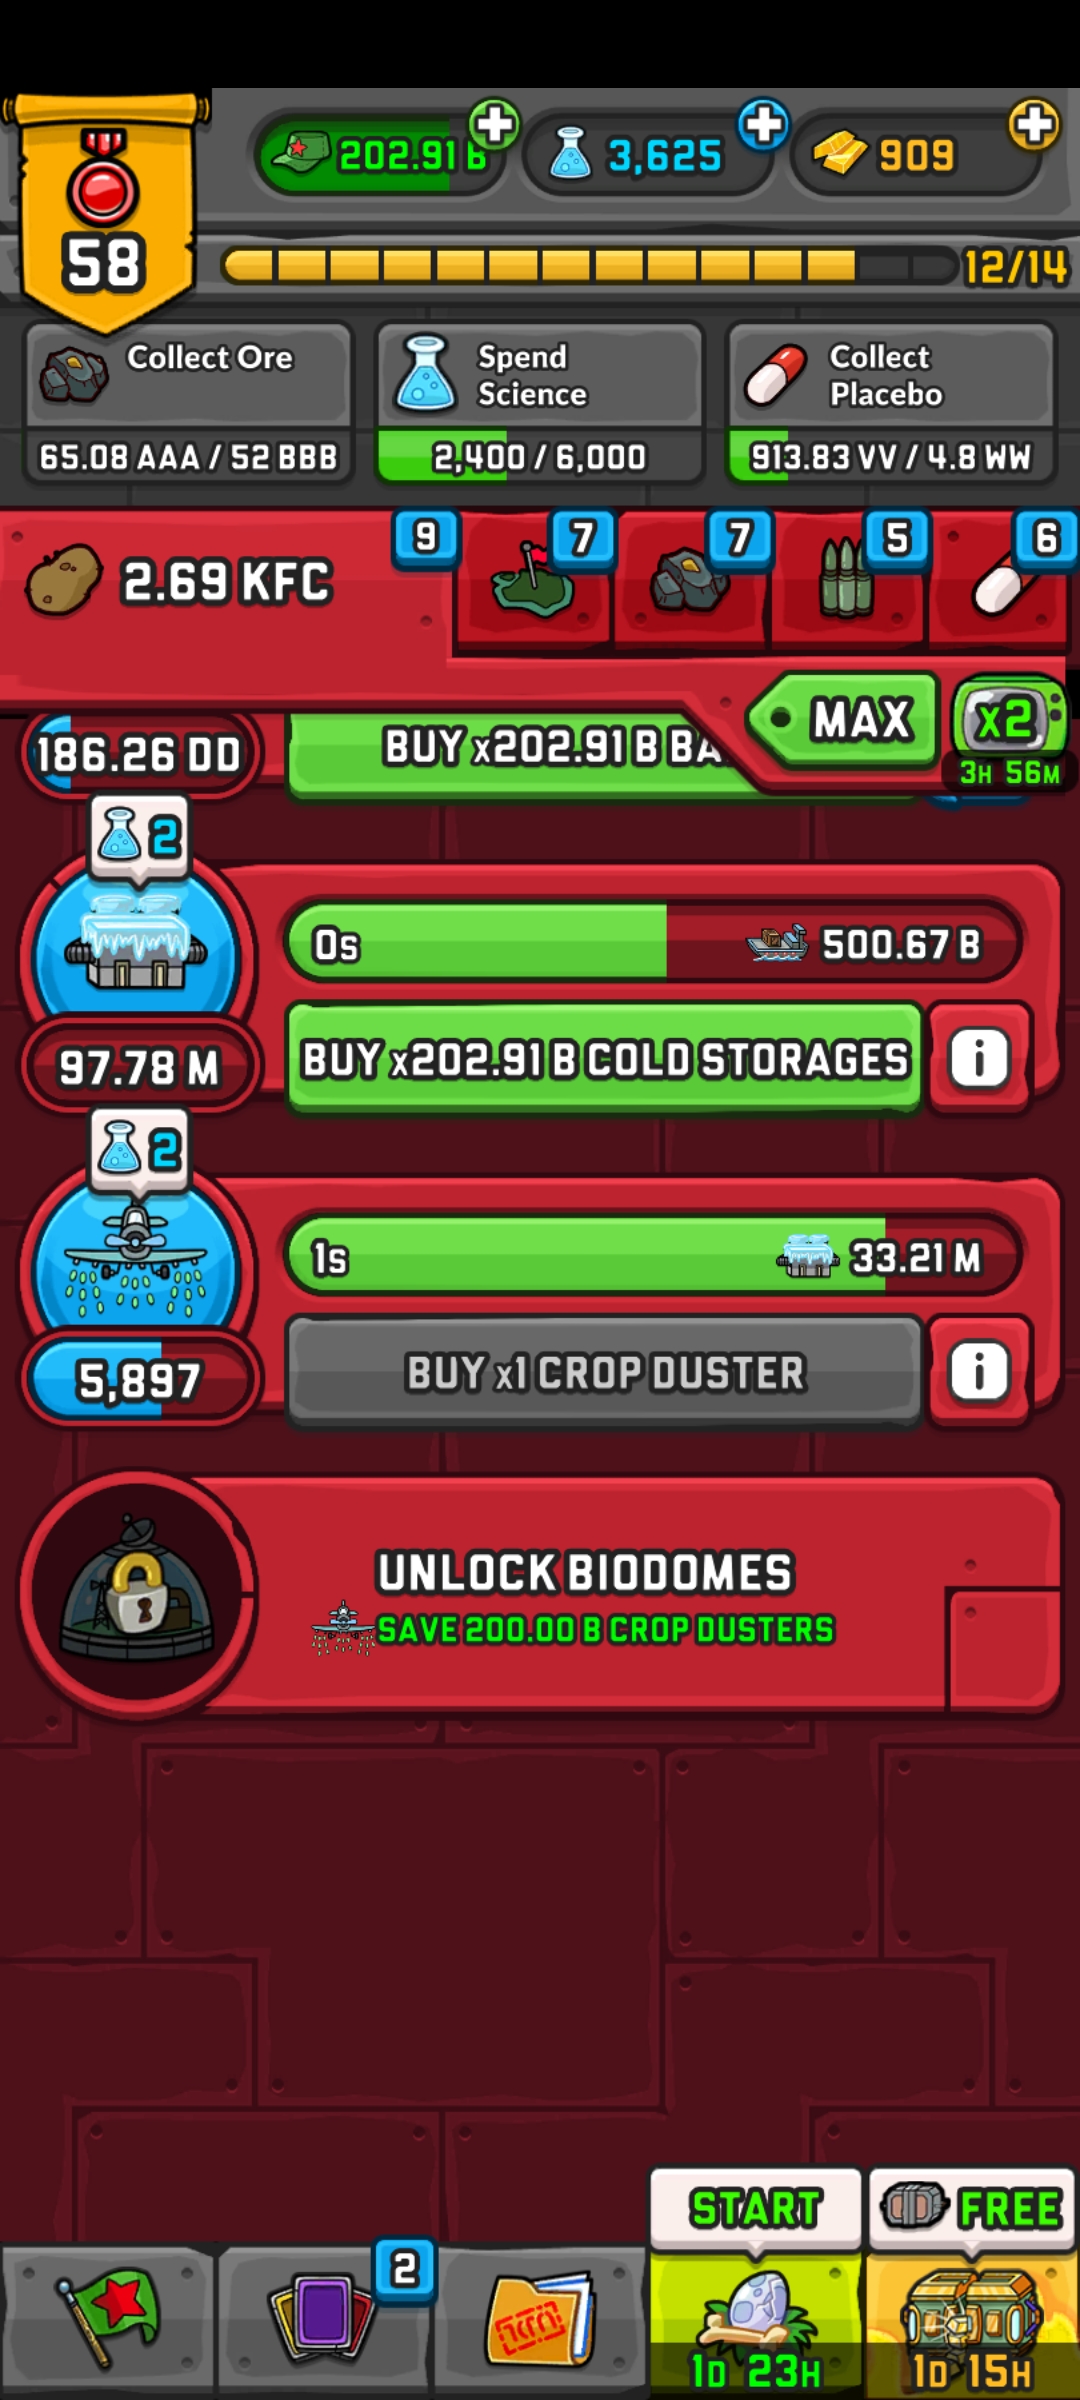 58
202.91 B
3,625
909
12/14
Collect Ore
65.08 AAA / 52 BBB
Spend
Science
2,400 / 6,000
Collect
Placebo
913.83 VV / 4.8 WW
2.69 KFC
9
7
7
5
6
MAX
x2
3H 56M
186.26 DD
BUY x202.91 B BA
2
0s
500.67 B
97.78 M
BUY x202.91 B COLD STORAGES
i
2
1s
33.21 M
5,897
BUY x1 CROP DUSTER
i
UNLOCK BIODOMES
SAVE 200.00 B CROP DUSTERS
START
FREE
2
1D 23H
1D 15H